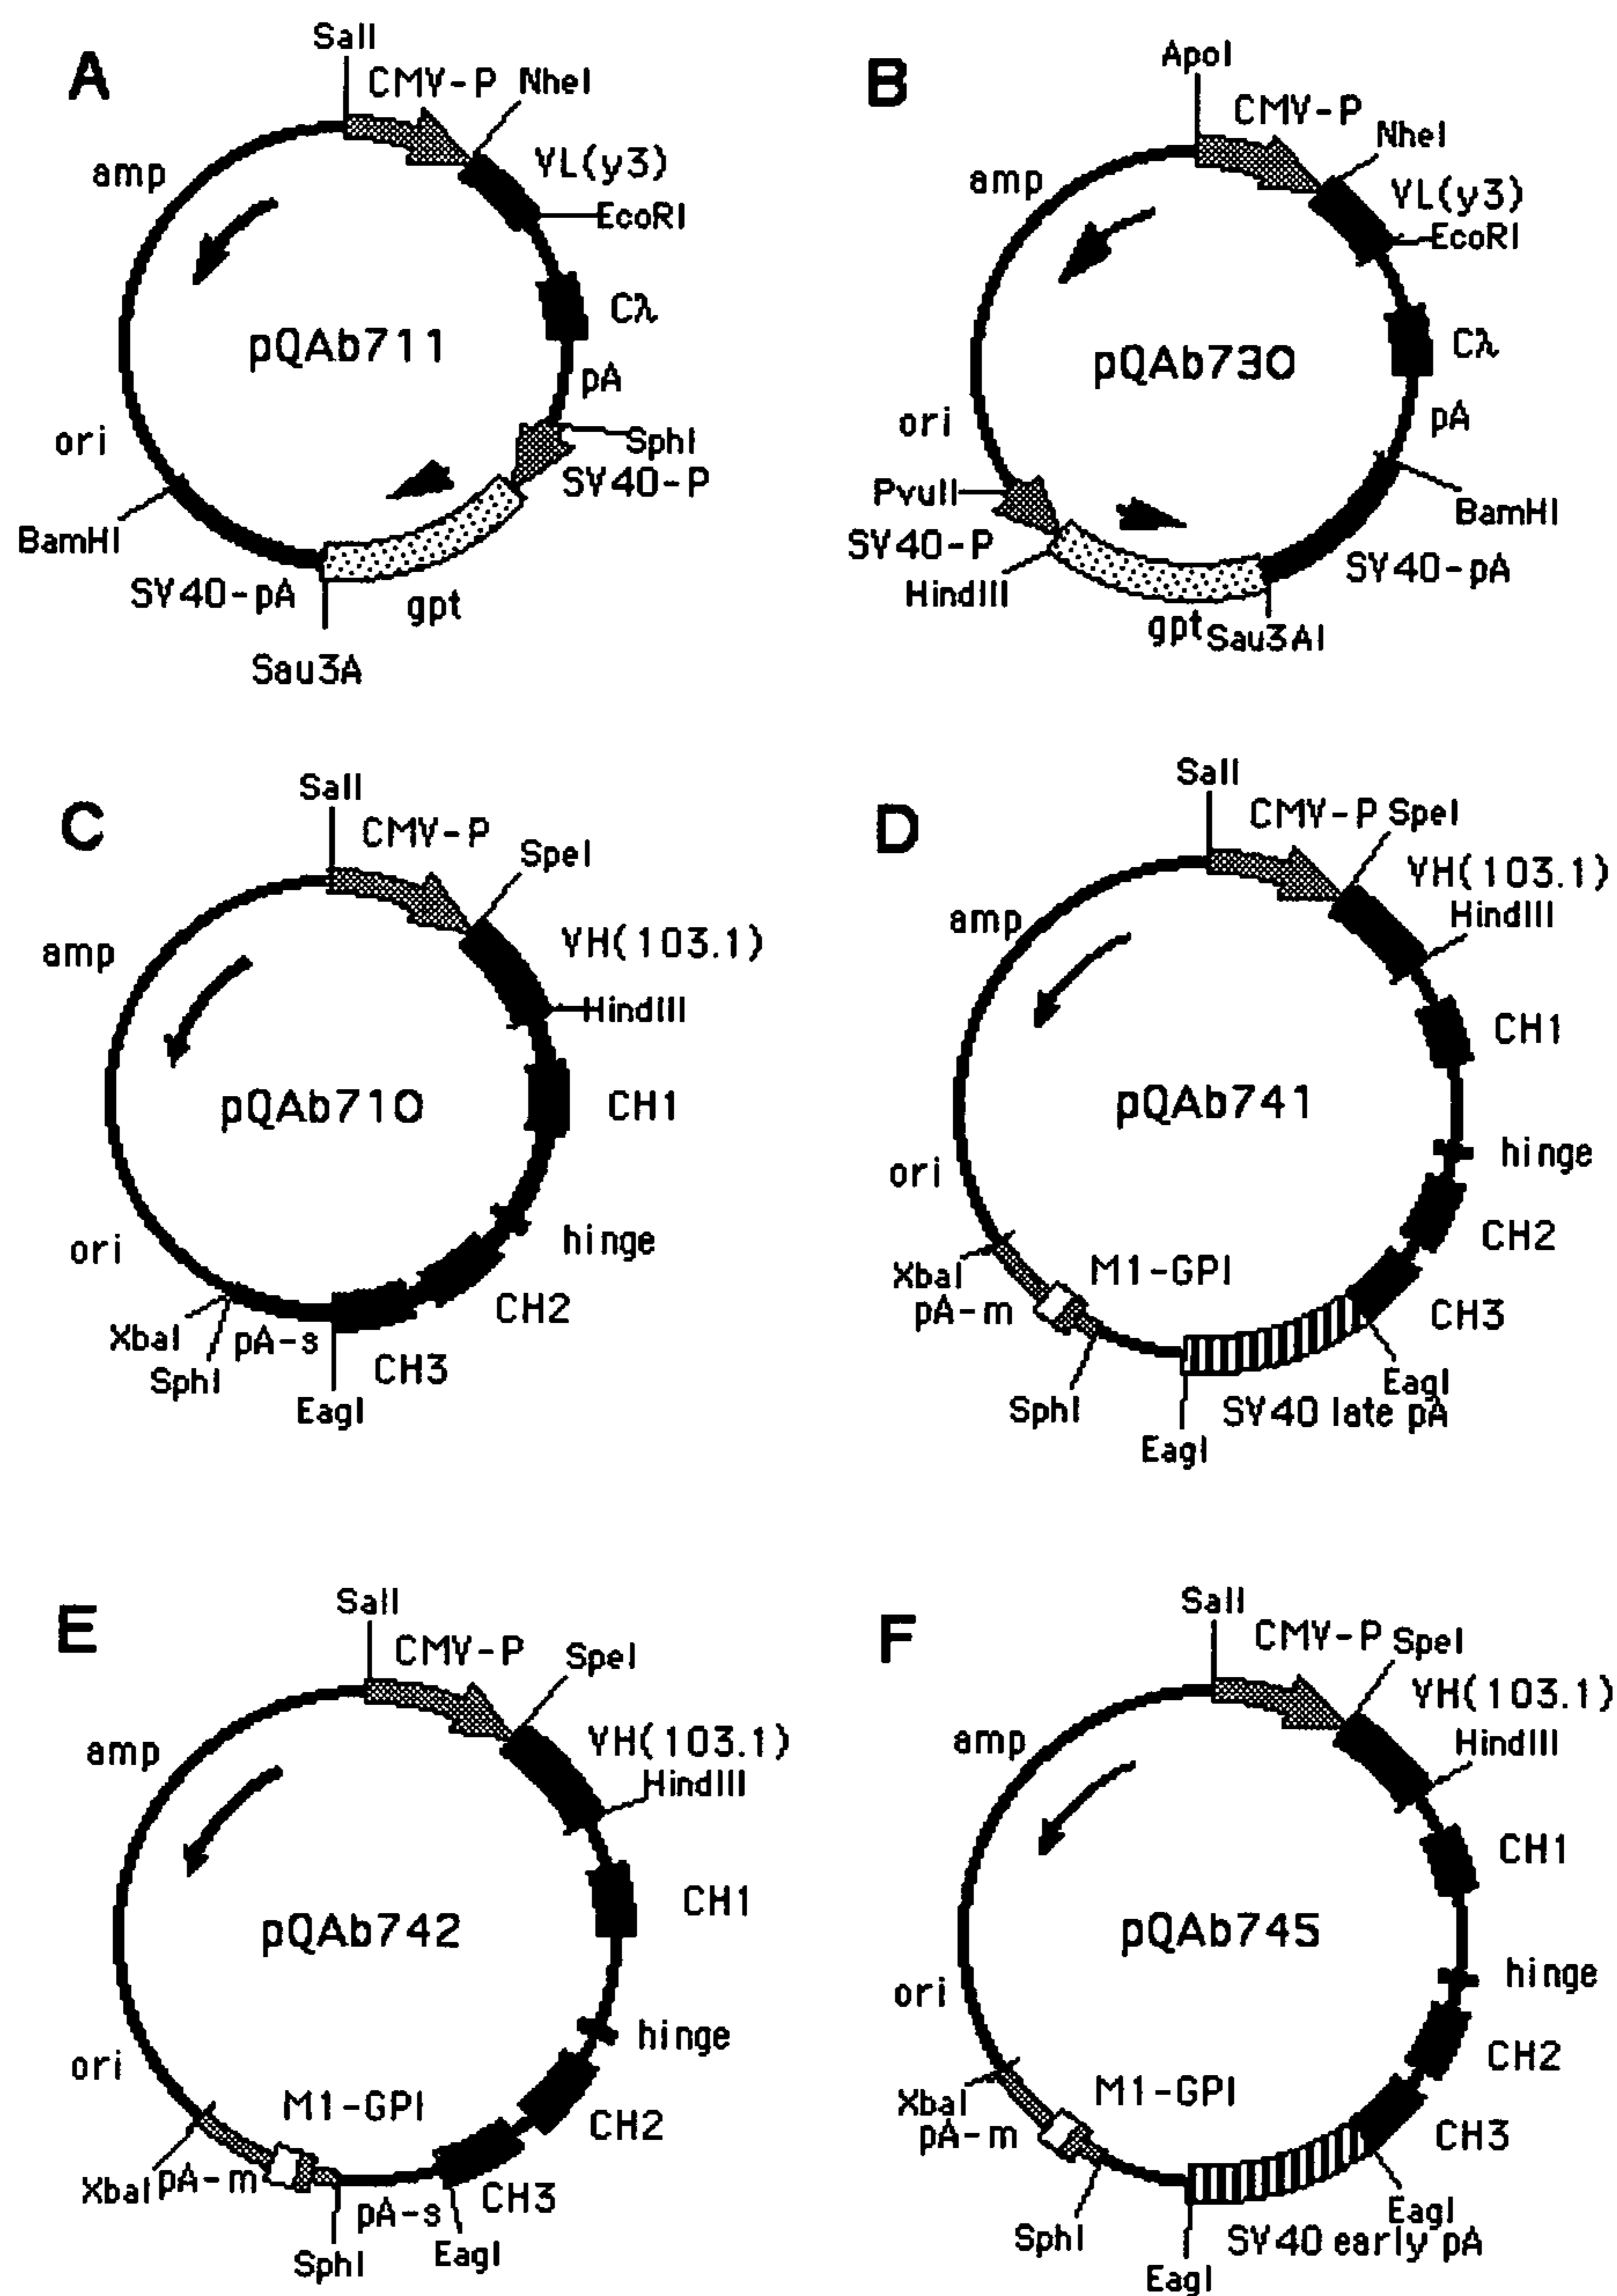 A
SalI
CMV-P
NheI
VL(y3)
EcoRI
amp
Cλ
pQAb711
pA
SphI
SV40-P
ori
BamHI
SV40-pA
gpt
Sau3A
B
ApoI
CMV-P
NheI
VL(y3)
EcoRI
amp
Cλ
pQAb730
pA
ori
PvuII
BamHI
SV40-P
SV40-pA
HindIII
gpt
Sau3AI
C
SalI
CMV-P
SpeI
VH(103.1)
amp
HindIII
pQAb710
CH1
hinge
ori
CH2
XbaI
pA-s
SphI
CH3
EagI
D
SalI
CMV-P
SpeI
VH(103.1)
HindIII
amp
CH1
pQAb741
hinge
ori
CH2
M1-GPI
XbaI
pA-m
CH3
EagI
SphI
SV40 late pA
EagI
E
SalI
CMV-P
SpeI
VH(103.1)
amp
HindIII
CH1
pQAb742
hinge
ori
M1-GPI
CH2
XbaI
pA-m
CH3
pA-s
SphI
EagI
F
SalI
CMV-P
SpeI
VH(103.1)
amp
HindIII
CH1
pQAb745
hinge
ori
CH2
M1-GPI
XbaI
pA-m
CH3
EagI
SphI
SV40 early pA
EagI